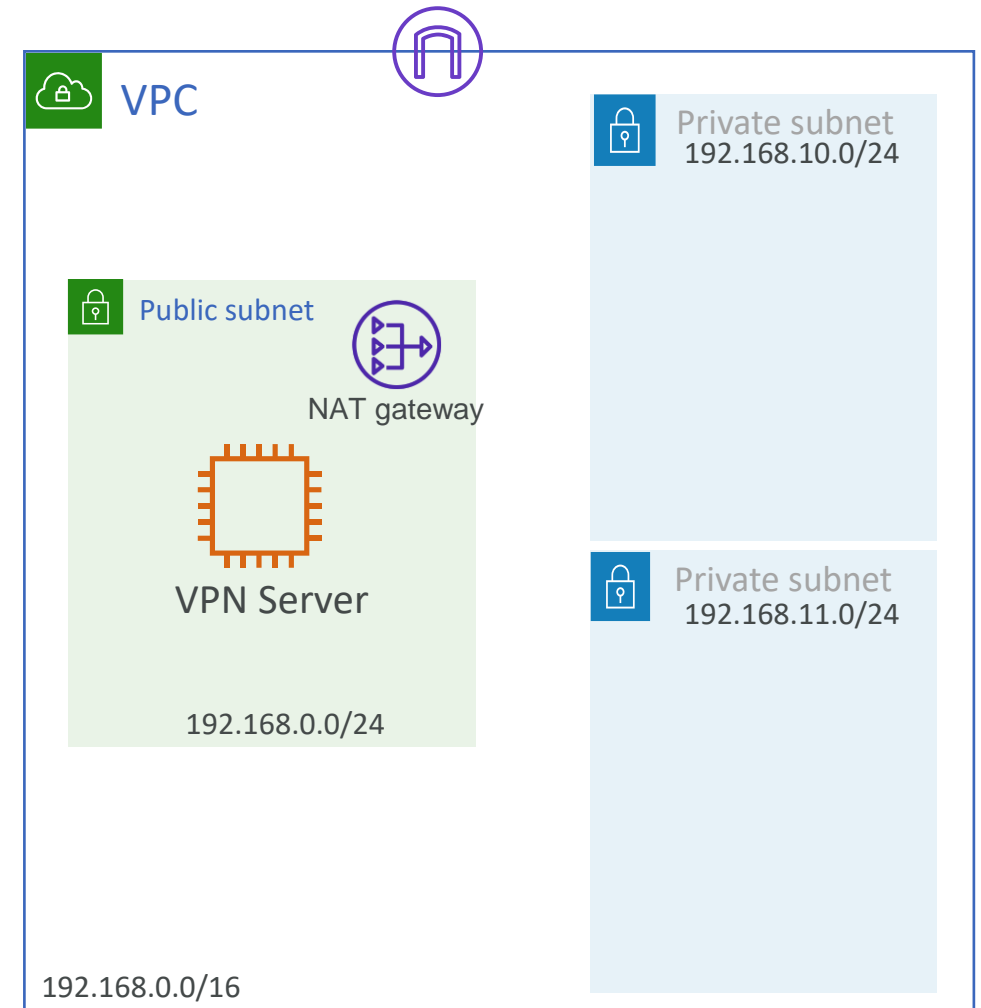 VPC
Private subnet
192.168.10.0/24
Public subnet
NAT gateway
VPN Server
192.168.0.0/24
Private subnet
192.168.11.0/24
192.168.0.0/16